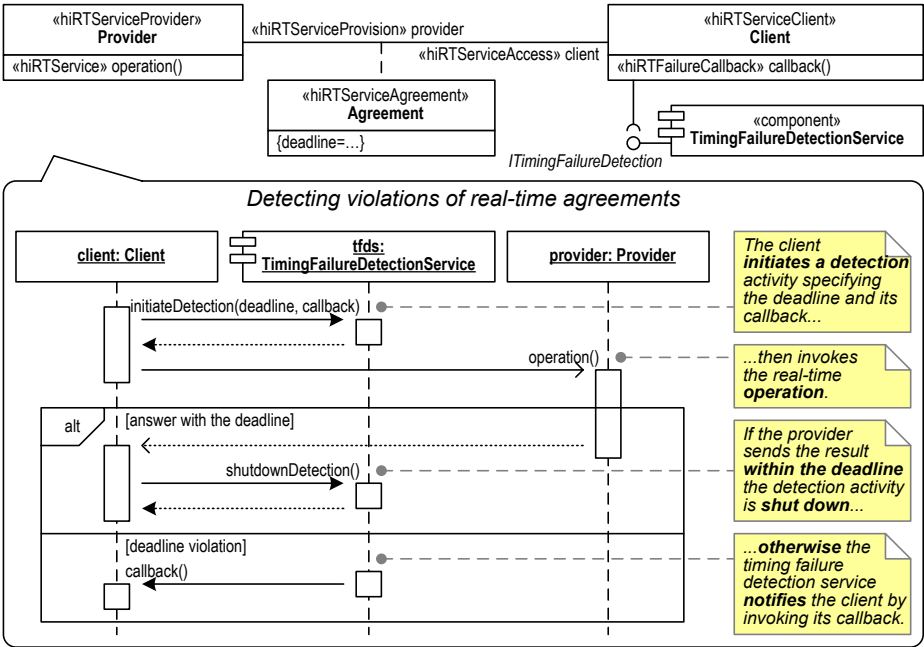 «hiRTServiceProvider»
Provider
«hiRTService» operation()
«hiRTServiceProvision» provider
«hiRTServiceAccess» client
«hiRTServiceClient»
Client
«hiRTFailureCallback» callback()
«hiRTServiceAgreement»
Agreement
{deadline=…}
«component»
TimingFailureDetectionService
ITimingFailureDetection
Detecting violations of real-time agreements
client: Client
tfds:
TimingFailureDetectionService
provider: Provider
The client
initiates a detection
activity specifying
the deadline and its
callback...
initiateDetection(deadline, callback)
operation()
...then invokes
the real-time
operation.
alt
[answer with the deadline]
If the provider
sends the result
within the deadline
the detection activity
is shut down...
shutdownDetection()
[deadline violation]
callback()
...otherwise the
timing failure
detection service
notifies the client by
invoking its callback.